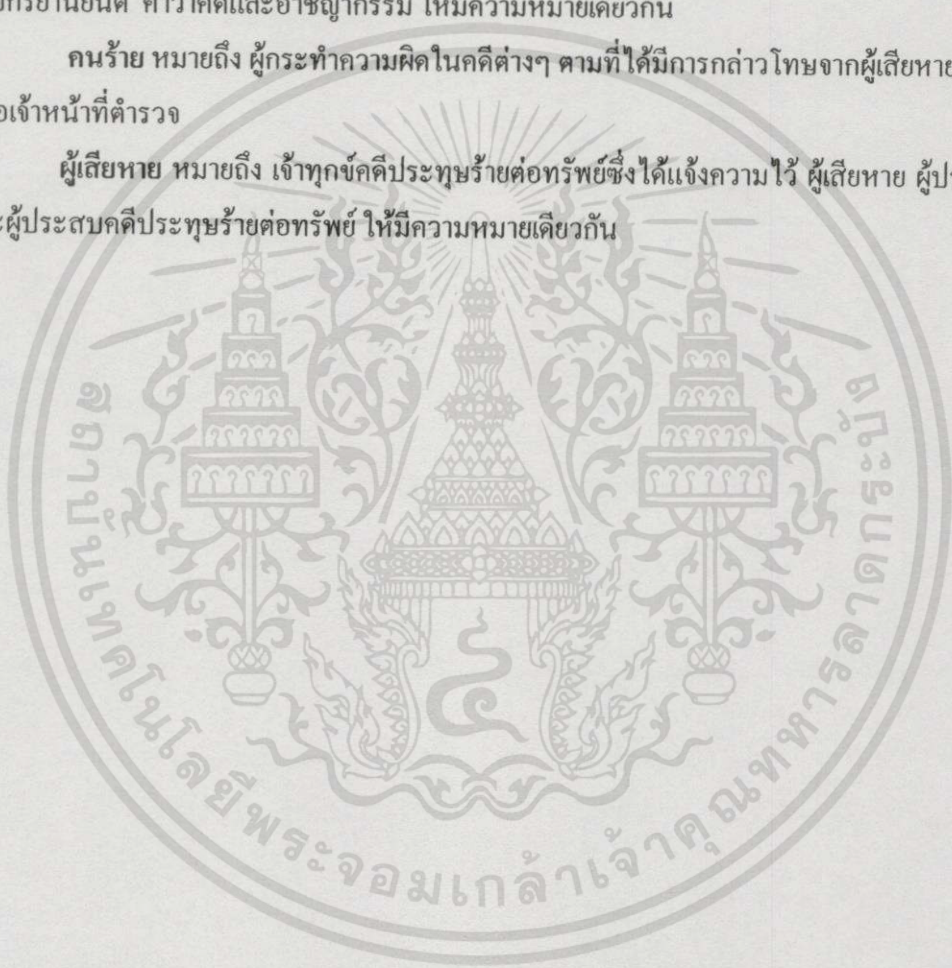 คำว่าคดีและอาชญากรรม ให้มีความหมายเดียวกัน
คนร้าย หมายถึง ผู้กระทำความผิดในคดีต่างๆ ตามที่ได้มีการกล่าวโทษจากผู้เสียหาย
เจ้าหน้าที่ตำรวจ
ผู้เสียหาย หมายถึง เจ้าทุกข์คดีประทุษร้ายต่อทรัพย์ซึ่งได้แจ้งความไว้ ผู้เสียหาย
ผู้ประสบคดีประทุษร้ายต่อทรัพย์ ให้มีความหมายเดียวกัน
สถาบันเทคโนโลยีพระจอมเกล้าเจ้าคุณทหารลาดกระบัง